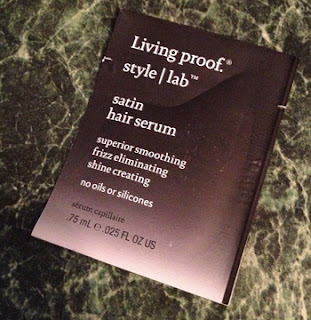 Living proof.®
style | lab™
satin
hair serum
superior smoothing
frizz eliminating
shine creating
no oils or silicones
sérum capillaire
.75 mL ℮ .025 FL OZ US